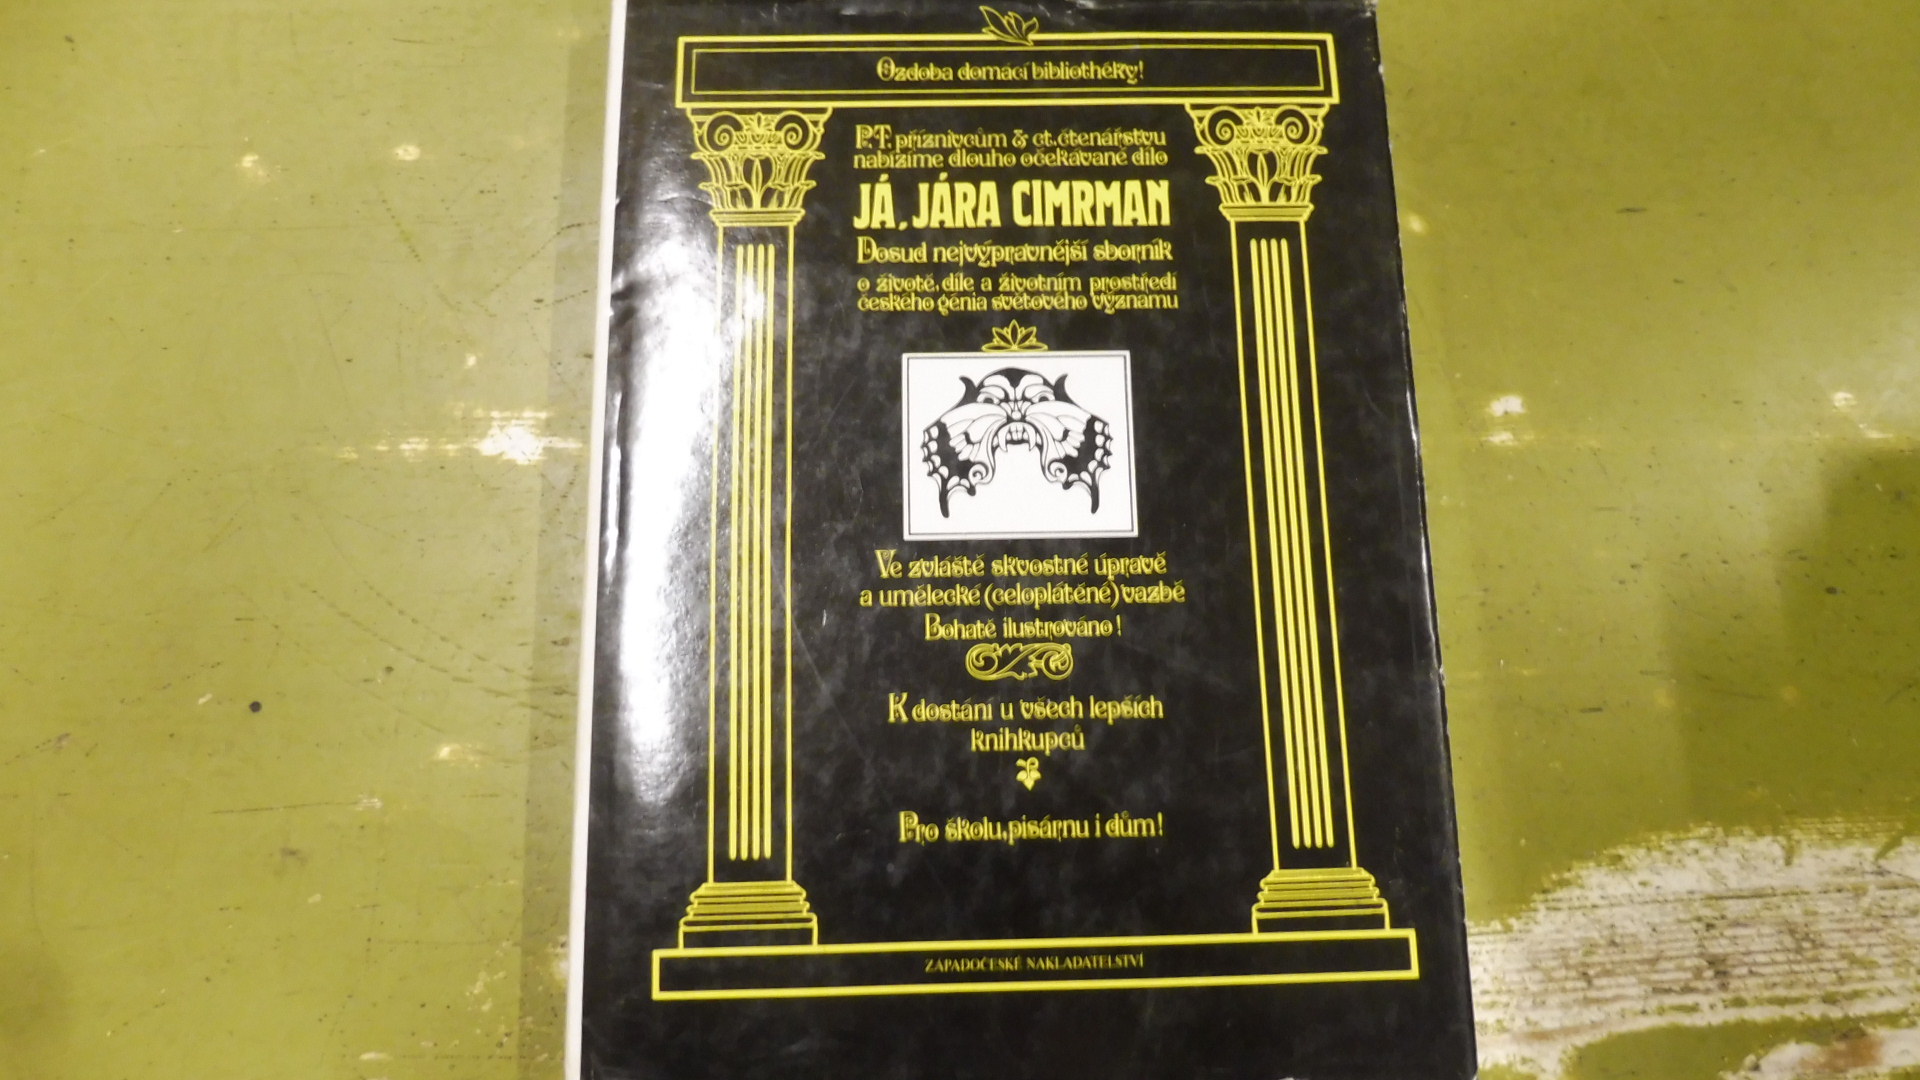 Ozdoba domácí bibliothéky!
P.T. příznivcům & ct. čtenářstvu
nabízíme dlouho očekávané dílo
JÁ, JÁRA CIMRMAN
Dosud nejvýpravnější sborník
o životě, díle a životním prostředí
českého génia světového významu
Ve zvláště skvostné úpravě
a umělecké (celoplátěné) vazbě
Bohatě ilustrováno!
K dostání u všech lepších
knihkupců
Pro školu, pisárnu i dům!
ZÁPADOČESKÉ NAKLADATELSTVÍ